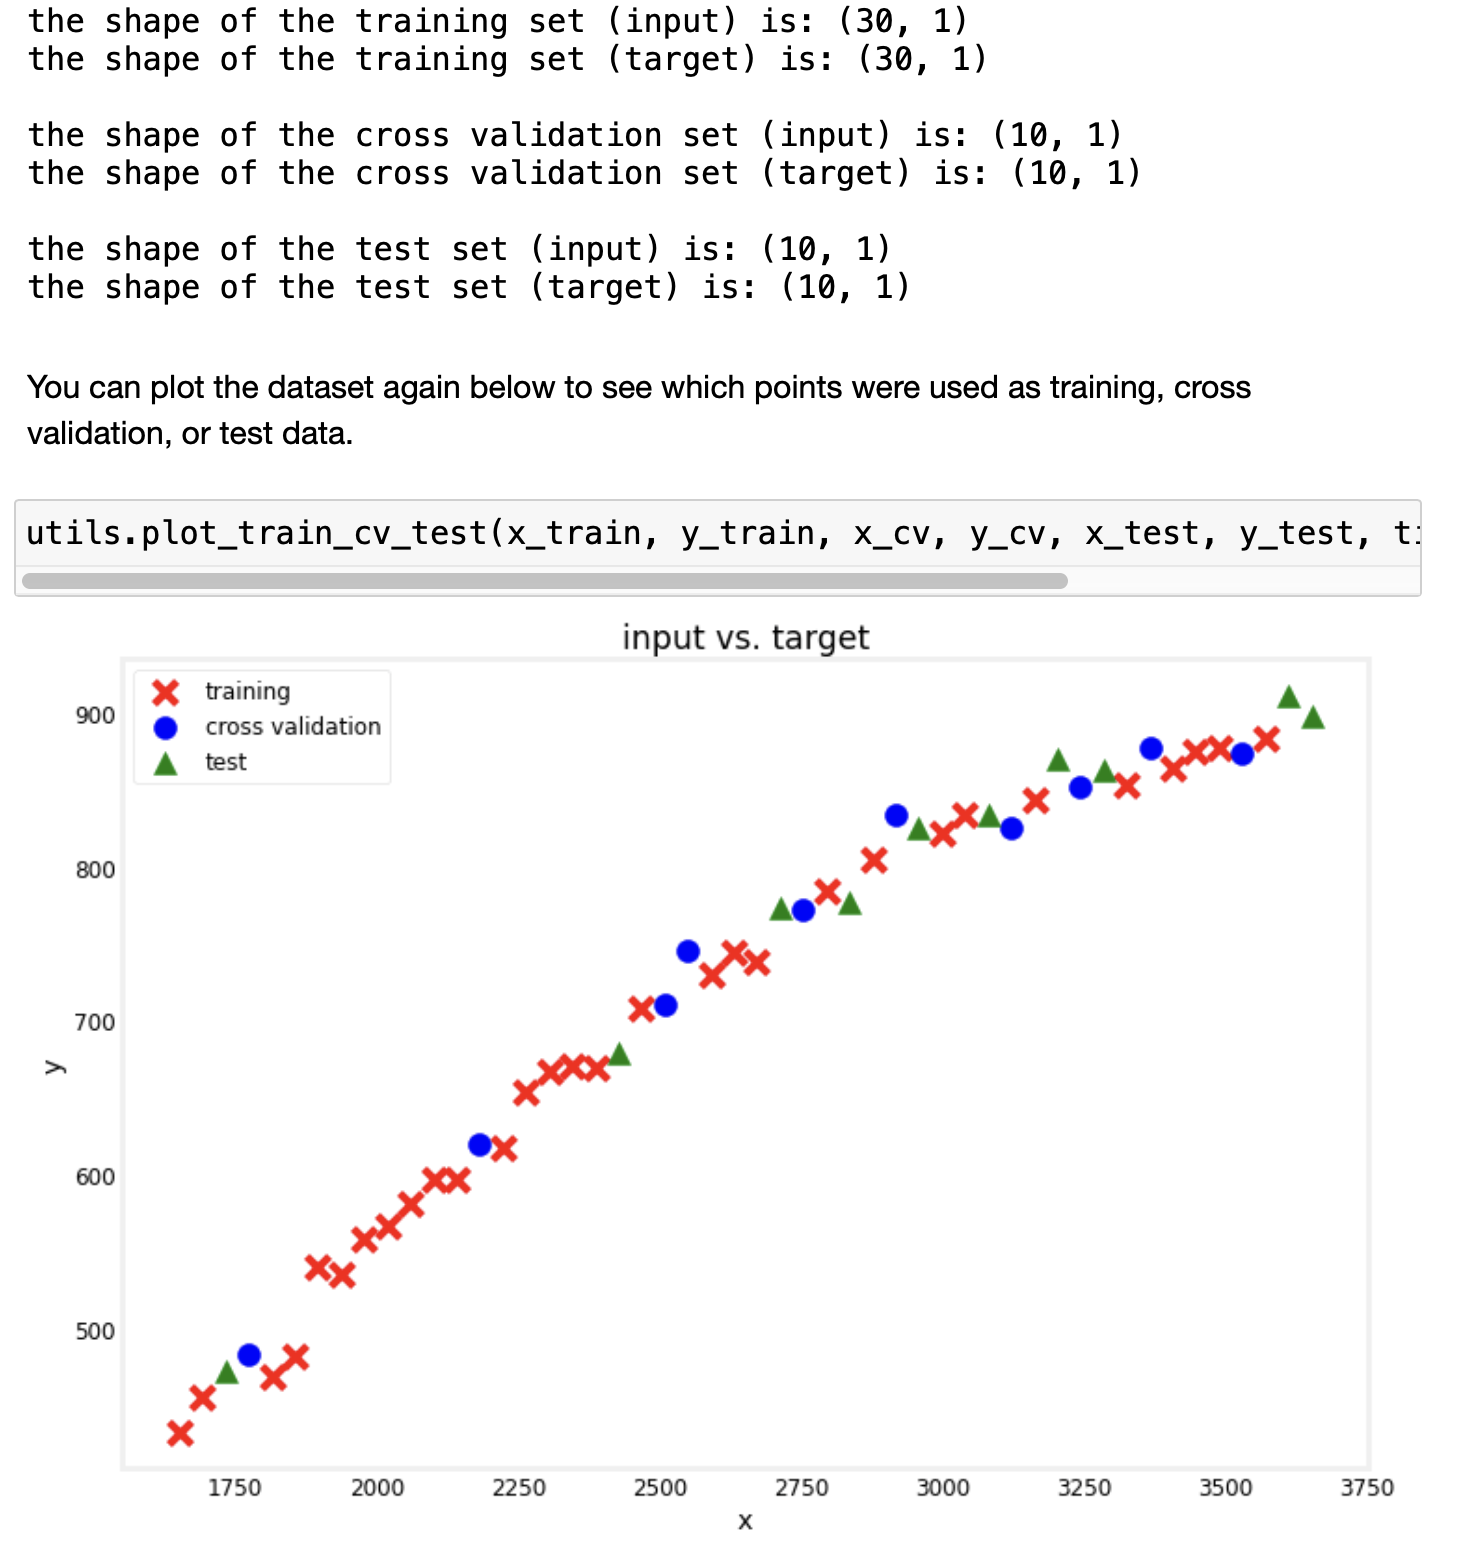 the shape of the training set (input) is: (30, 1)
the shape of the training set (target) is: (30, 1)
the shape of the cross validation set (input) is: (10, 1)
the shape of the cross validation set (target) is: (10, 1)
the shape of the test set (input) is: (10, 1)
the shape of the test set (target) is: (10, 1)
You can plot the dataset again below to see which points were used as training, cross
validation, or test data.
utils.plot_train_cv_test(x_train, y_train, x_cv, y_cv, x_test, y_test, ti
input vs. target
training
cross validation
test
900
800
700
600
500
y
1750 2000 2250 2500 2750 3000 3250 3500 3750
x